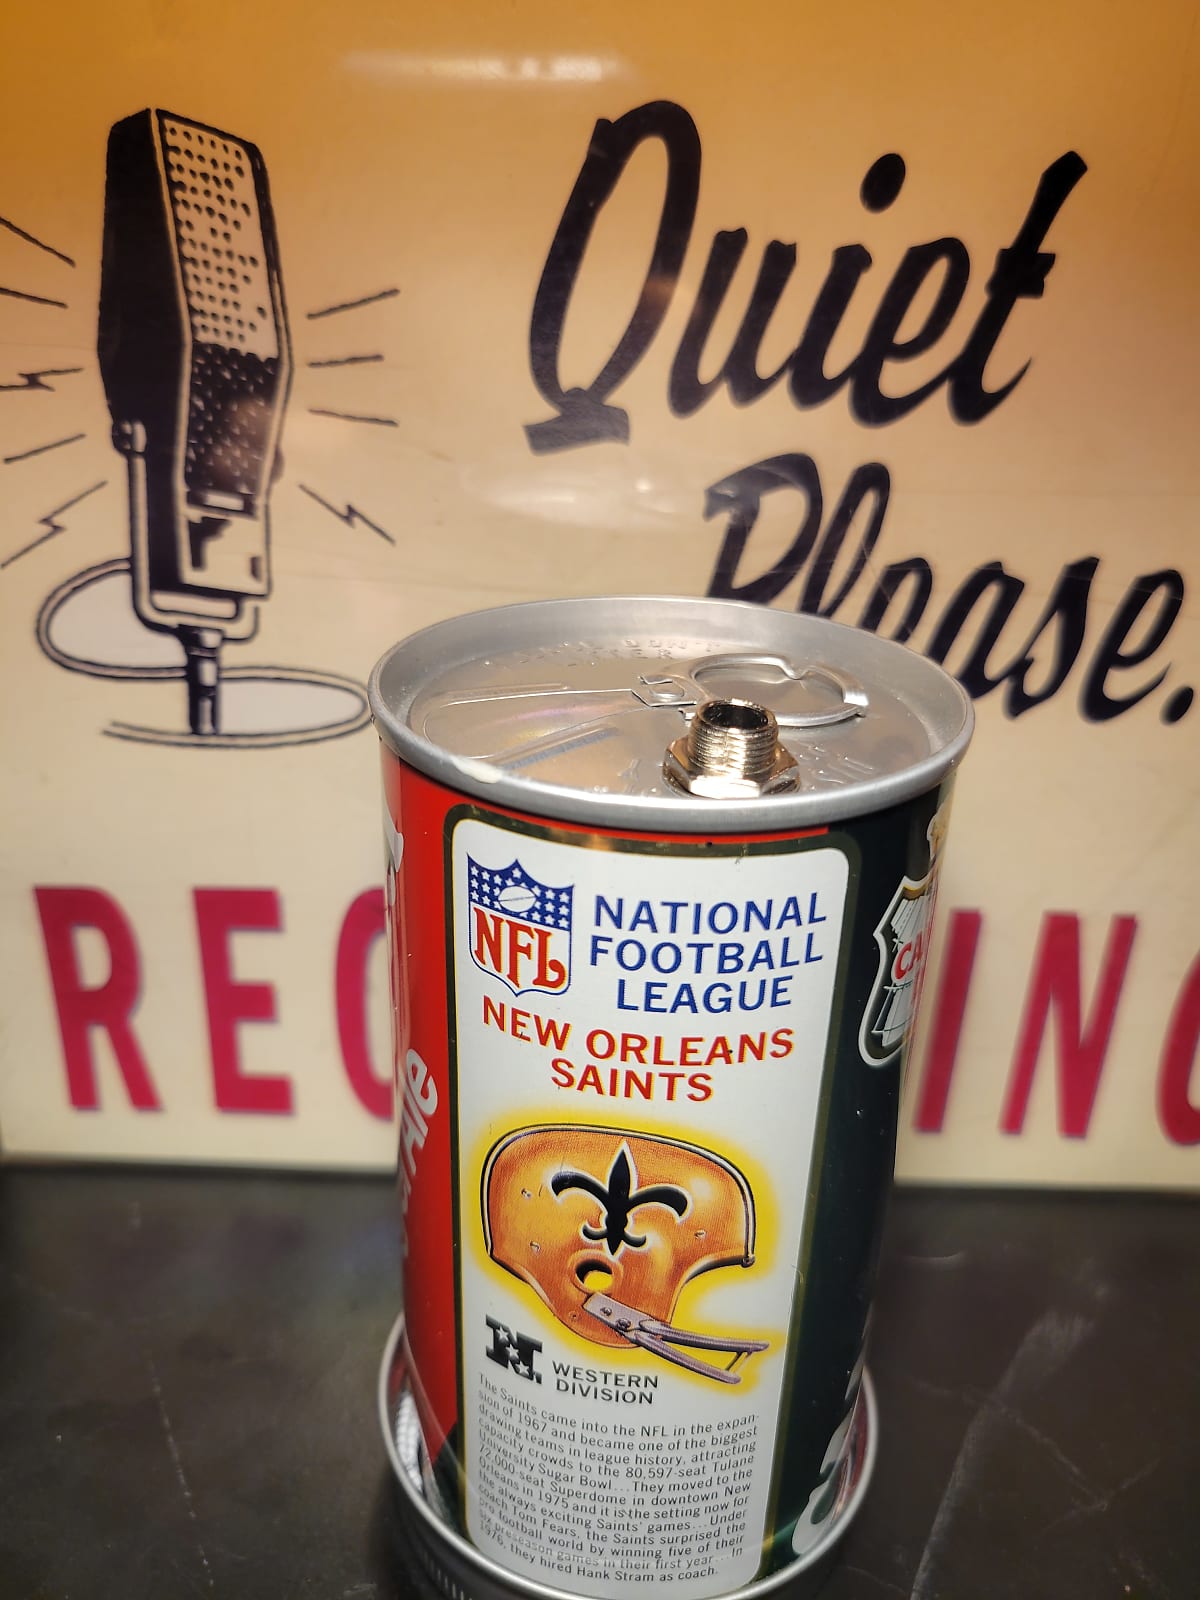 Quiet
Please.
REC
ING
NFL
NATIONAL
FOOTBALL
LEAGUE
NEW ORLEANS
SAINTS
WESTERN
DIVISION
The Saints came into the NFL in the expan-
sion of 1967 and became one of the biggest
drawing teams in league history, attracting
capacity crowds to the 80,597-seat Tulane
University Sugar Bowl... They moved to the
72,000-seat Superdome in downtown New
Orleans in 1975 and it is the setting now for
the always exciting Saints' games... Under
coach Tom Fears, the Saints surprised the
pro football world by winning five of their
six preseason games in their first year... In
1976, they hired Hank Stram as coach.